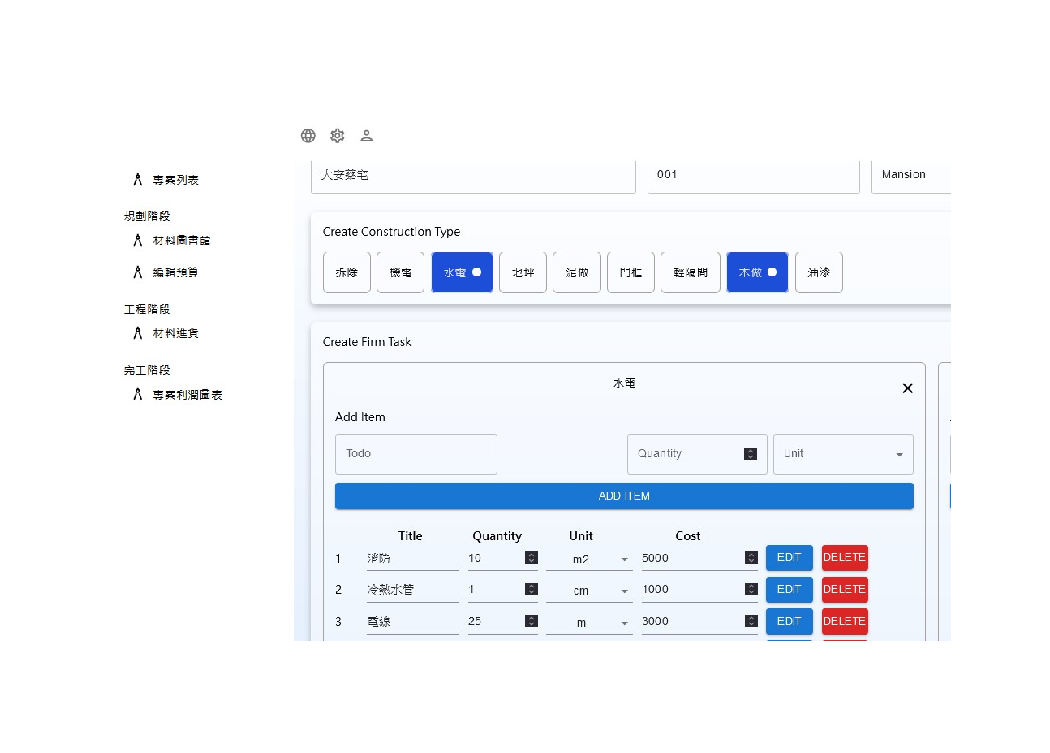 專案列表
規劃階段
材料圖書館
編輯預算
工程階段
材料進貨
完工階段
專案利潤圖表
大安蔡宅 001 Mansion
Create Construction Type
拆除 機電 水電 地坪 泥做 門框 輕隔間 木做 油漆
Create Firm Task
水電
Add Item
Todo Quantity Unit
ADD ITEM
Title Quantity Unit Cost
1 消防 10 m2 5000 EDIT DELETE
2 冷熱水管 1 cm 1000 EDIT DELETE
3 電線 25 m 3000 EDIT DELETE